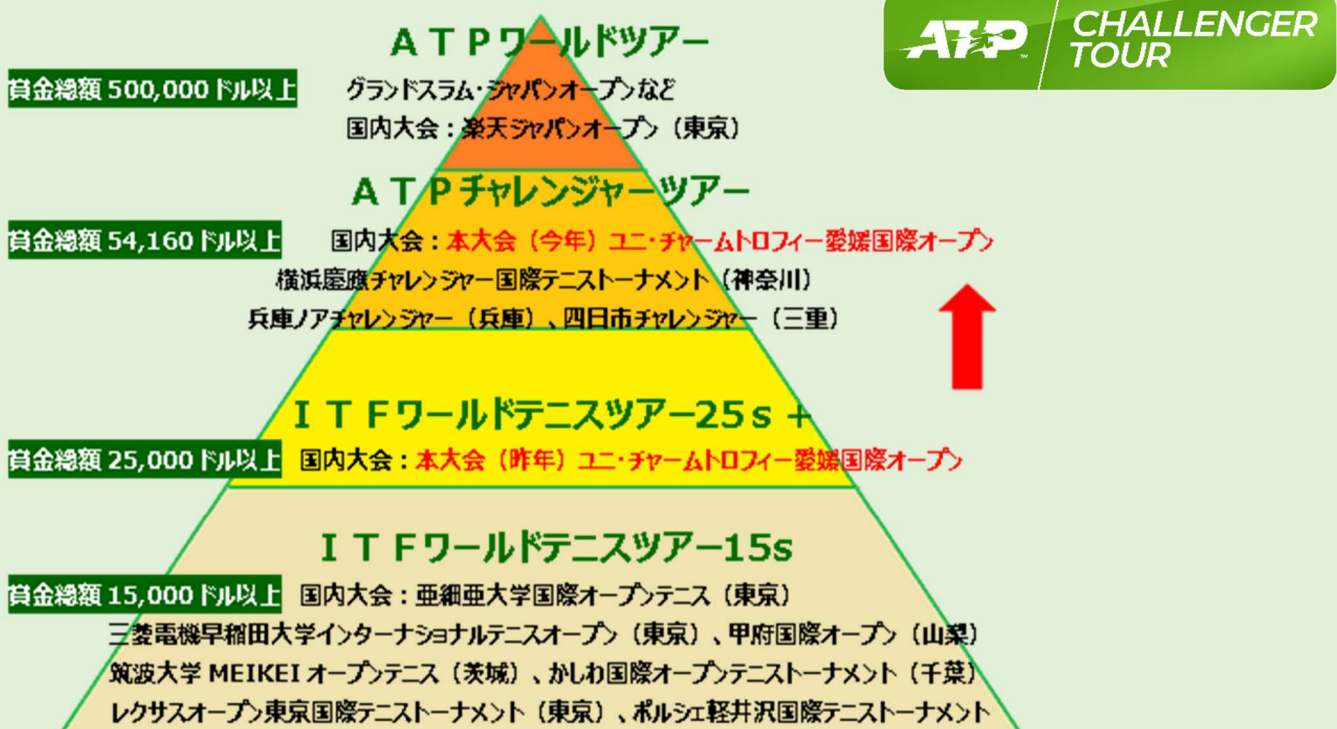 ATPワールドツアー
ATP CHALLENGER
TOUR
賞金総額 500,000 ドル以上
グランドスラム・ジャパンオープンなど
国内大会：楽天ジャパンオープン（東京）
ATPチャレンジャーツアー
賞金総額 54,160 ドル以上
国内大会：本大会（今年）ユニ・チャームトロフィー愛媛国際オープン
横浜慶應チャレンジャー国際テニストーナメント（神奈川）
兵庫ノアチャレンジャー（兵庫）、四日市チャレンジャー（三重）
ITFワールドテニスツアー25s +
賞金総額 25,000 ドル以上
国内大会：本大会（昨年）ユニ・チャームトロフィー愛媛国際オープン
ITFワールドテニスツアー15s
賞金総額 15,000 ドル以上
国内大会：亜細亜大学国際オープンテニス（東京）
三菱電機早稲田大学インターナショナルテニスオープン（東京）、甲府国際オープン（山梨）
筑波大学 MEIKEI オープンテニス（茨城）、かしわ国際オープンテニストーナメント（千葉）
レクサスオープン東京国際テニストーナメント（東京）、ポルシェ軽井沢国際テニストーナメント